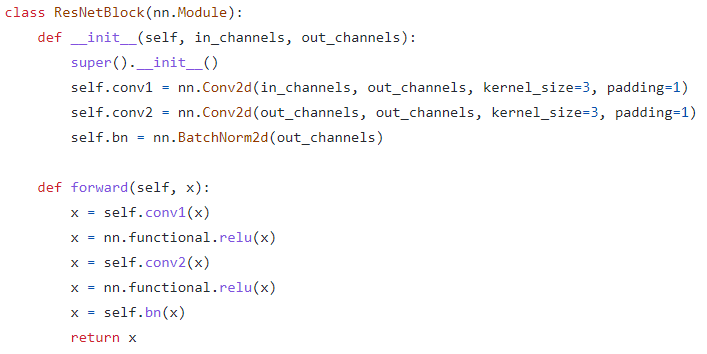 class ResNetBlock(nn.Module):
    def __init__(self, in_channels, out_channels):
        super().__init__()
        self.conv1 = nn.Conv2d(in_channels, out_channels, kernel_size=3, padding=1)
        self.conv2 = nn.Conv2d(out_channels, out_channels, kernel_size=3, padding=1)
        self.bn = nn.BatchNorm2d(out_channels)

    def forward(self, x):
        x = self.conv1(x)
        x = nn.functional.relu(x)
        x = self.conv2(x)
        x = nn.functional.relu(x)
        x = self.bn(x)
        return x